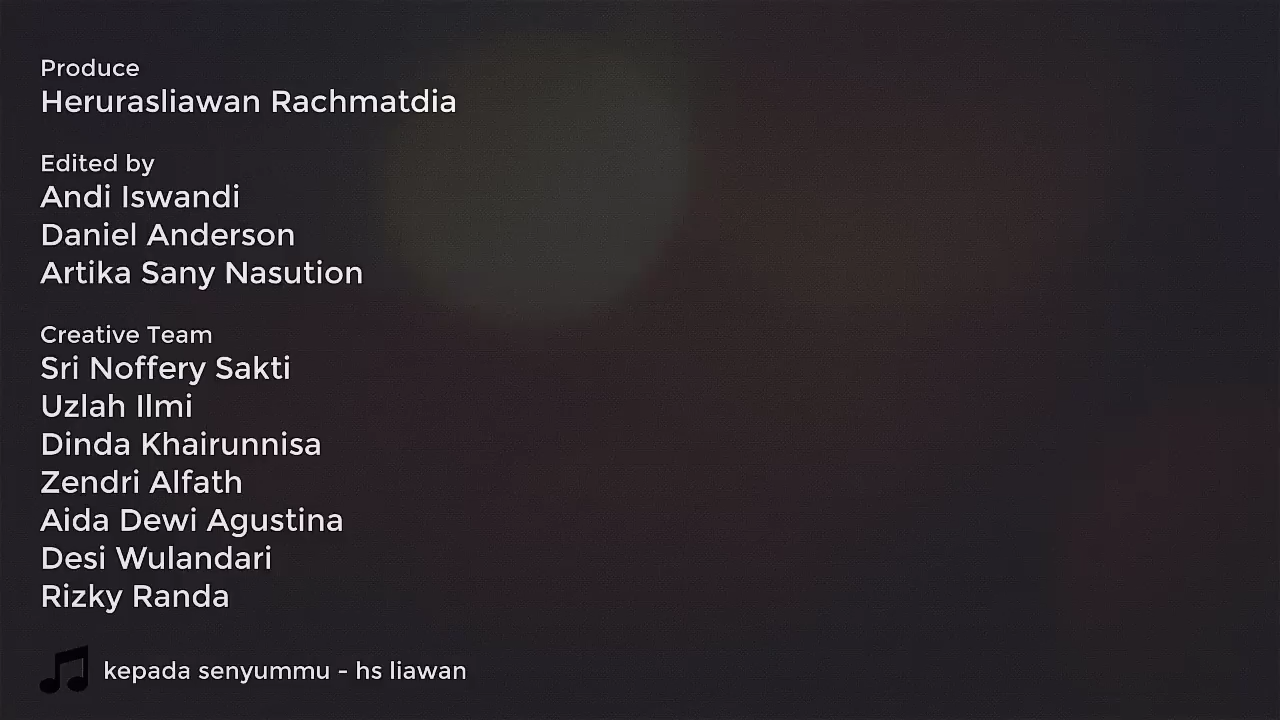 Produce
Herurasliawan Rachmatdia
Edited by
Andi Iswandi
Daniel Anderson
Artika Sany Nasution
Creative Team
Sri Noffery Sakti
Uzlah Ilmi
Dinda Khairunnisa
Zendri Alfath
Aida Dewi Agustina
Desi Wulandari
Rizky Randa
kepada senyummu - hs liawan